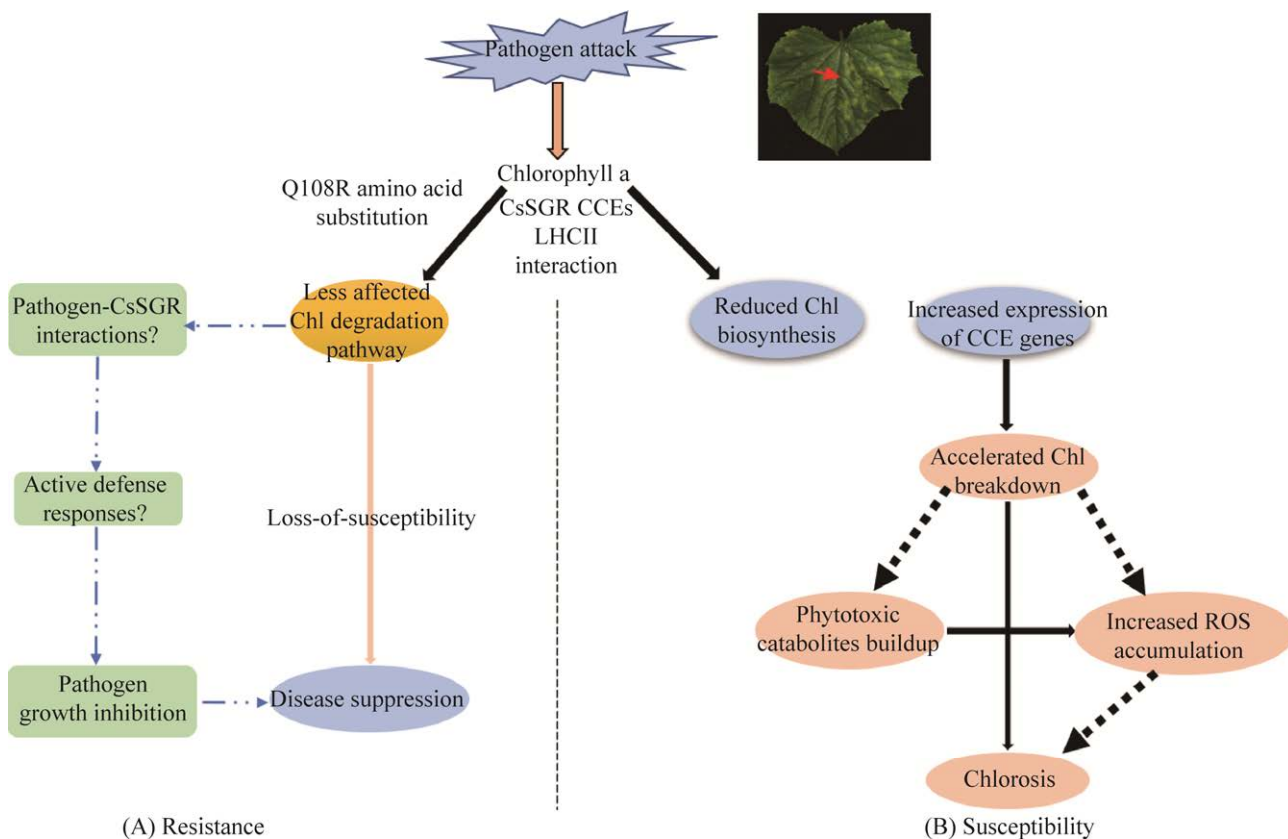 Pathogen attack
Chlorophyll a
Q108R amino acid
substitution
CsSGR CCEs
LHCII
interaction
Pathogen-CsSGR
interactions?
Less affected
Chl degradation
pathway
Reduced Chl
biosynthesis
Increased expression
of CCE genes
Active defense
responses?
Loss-of-susceptibility
Accelerated Chl
breakdown
Phytotoxic
catabolites buildup
Increased ROS
accumulation
Pathogen
growth inhibition
Disease suppression
Chlorosis
(A) Resistance
(B) Susceptibility